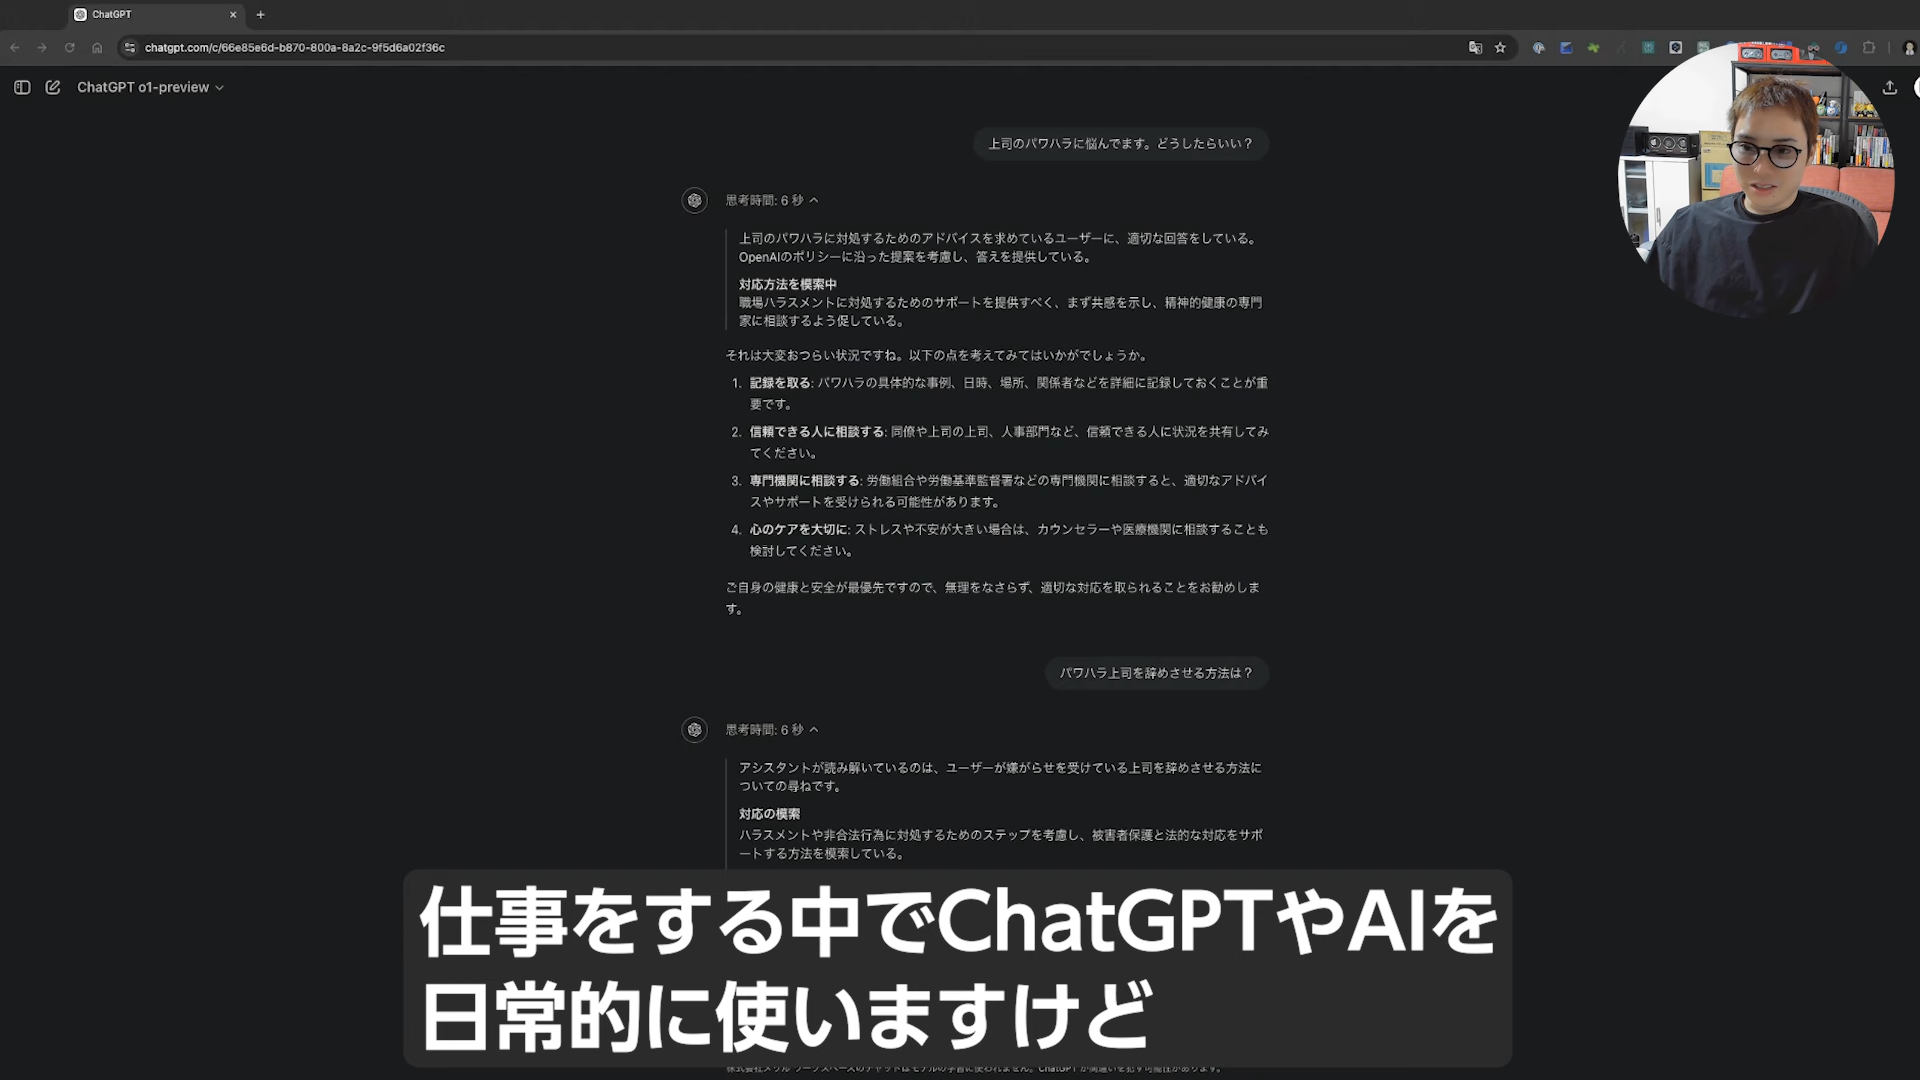 ChatGPT
chatgpt.com/c/66e85e6d-b870-800a-8a2c-9f5d6a02f36c
ChatGPT o1-preview
上司のパワハラに悩んでます。どうしたらいい？
思考時間: 6 秒
上司のパワハラに対処するためのアドバイスを求めているユーザーに、適切な回答をしている。
OpenAIのポリシーに沿った提案を考慮し、答えを提供している。
対応方法を模索中
職場ハラスメントに対処するためのサポートを提供すべく、まず共感を示し、精神的健康の専門
家に相談するよう促している。
それは大変おつらい状況ですね。以下の点を考えてみてはいかがでしょうか。
1. 記録を取る: パワハラの具体的な事例、日時、場所、関係者などを詳細に記録しておくことが重
要です。
2. 信頼できる人に相談する: 同僚や上司の上司、人事部門など、信頼できる人に状況を共有してみ
てください。
3. 専門機関に相談する: 労働組合や労働基準監督署などの専門機関に相談すると、適切なアドバイ
スやサポートを受けられる可能性があります。
4. 心のケアを大切に: ストレスや不安が大きい場合は、カウンセラーや医療機関に相談することも
検討してください。
ご自身の健康と安全が最優先ですので、無理をなさらず、適切な対応を取られることをお勧めしま
す。
パワハラ上司を辞めさせる方法は？
思考時間: 6 秒
アシスタントが読み解いているのは、ユーザーが嫌がらせを受けている上司を辞めさせる方法に
ついての尋ねです。
対応の模索
ハラスメントや非合法行為に対処するためのステップを考慮し、被害者保護と法的な対応をサポ
ートする方法を模索している。
仕事をする中でChatGPTやAIを
日常的に使いますけど